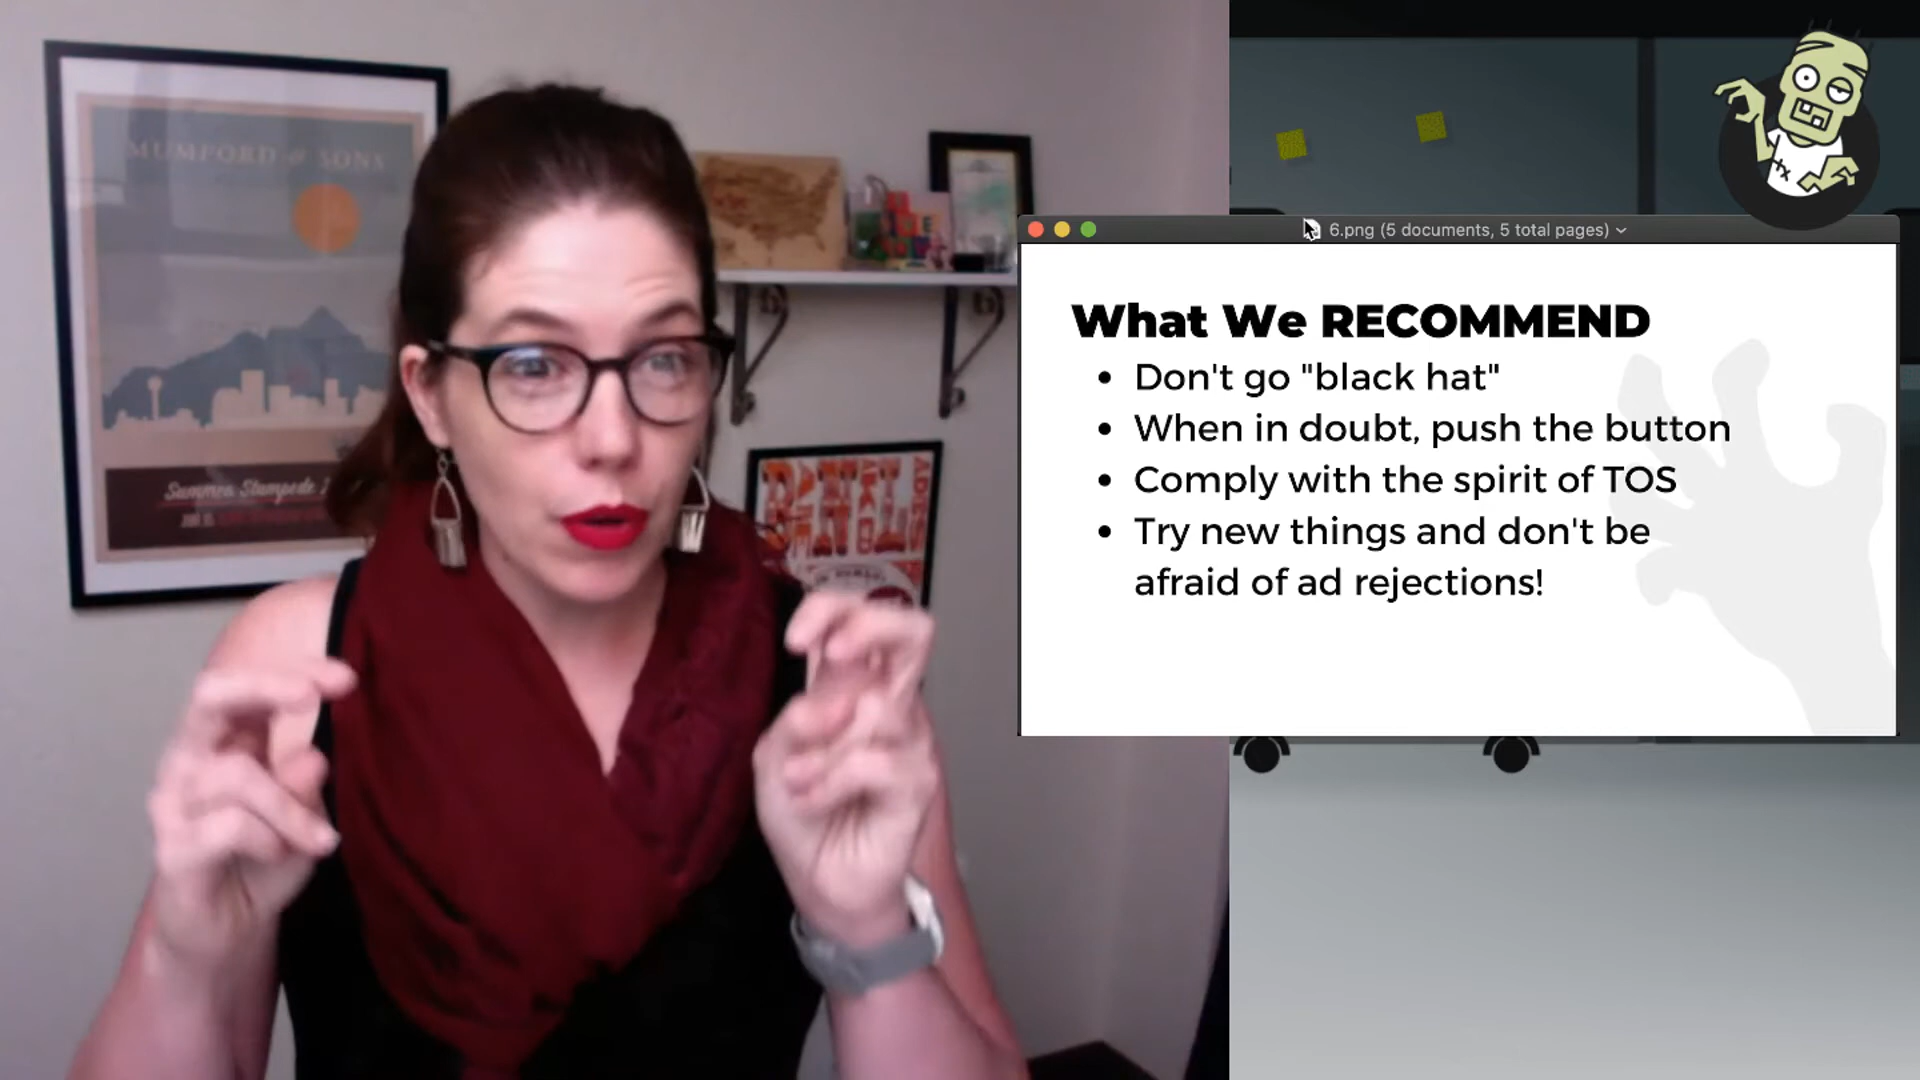 MUMFORD & SONS
Summer Stampede
6.png (5 documents, 5 total pages)
What We RECOMMEND
• Don't go "black hat"
• When in doubt, push the button
• Comply with the spirit of TOS
• Try new things and don't be
afraid of ad rejections!